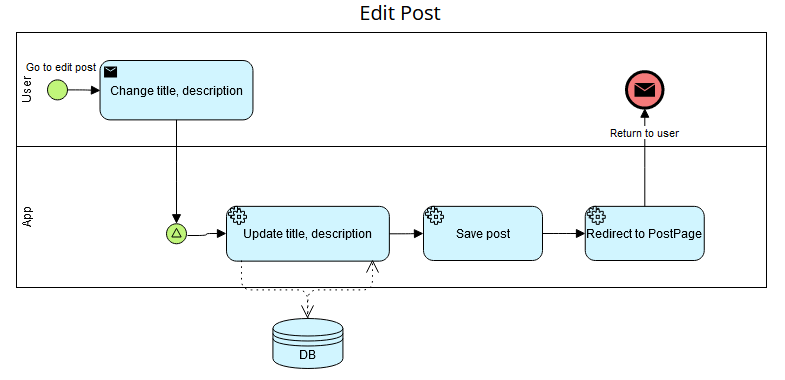 Edit Post
User
Go to edit post
Change title, description
Return to user
App
Update title, description
Save post
Redirect to PostPage
DB